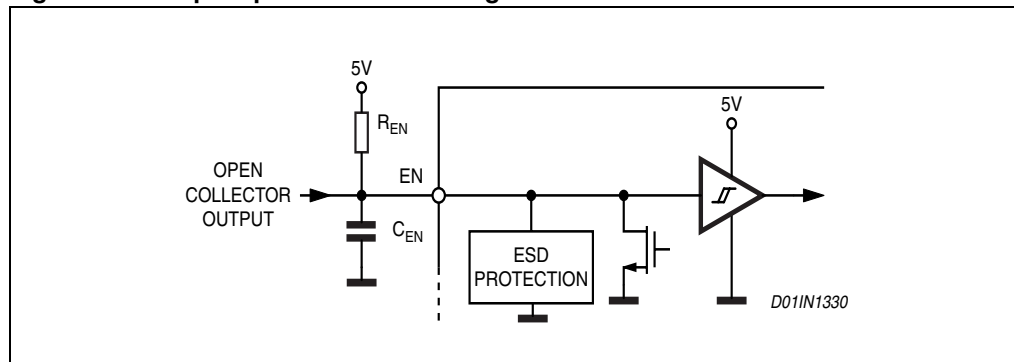 5V
R_EN
OPEN
COLLECTOR
OUTPUT
EN
C_EN
5V
ESD
PROTECTION
D01IN1330